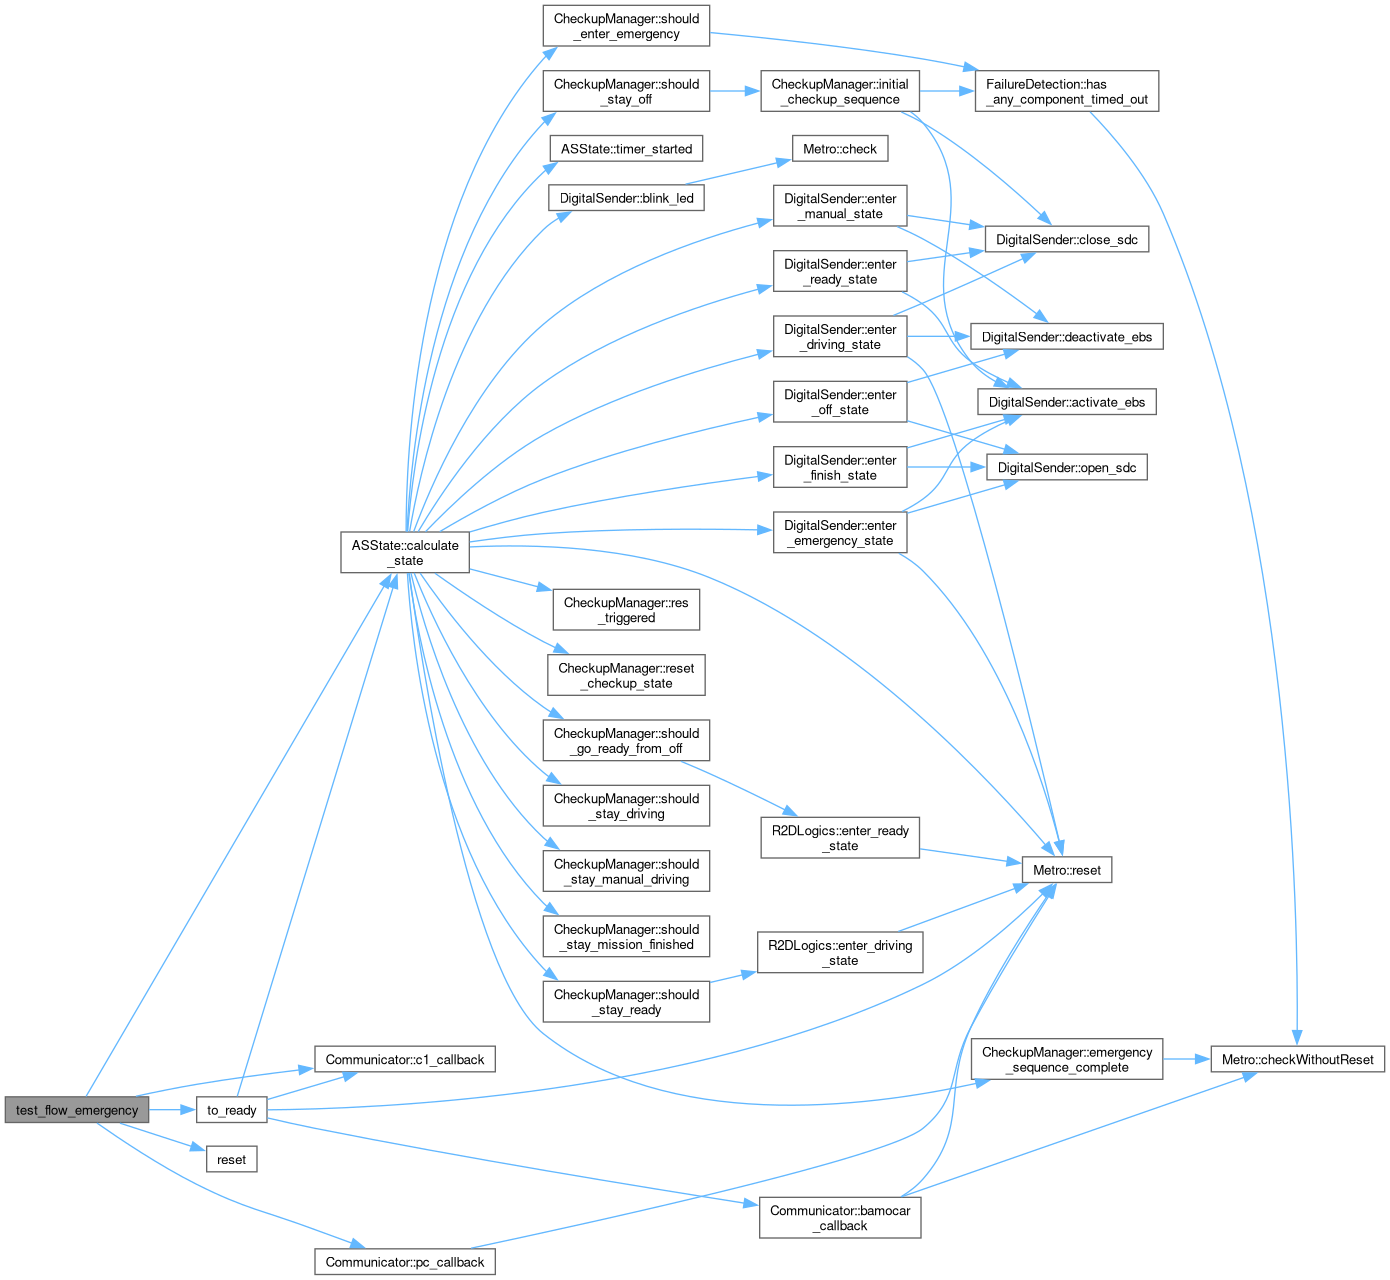 CheckupManager::should
_enter_emergency
CheckupManager::should
_stay_off
CheckupManager::initial
_checkup_sequence
FailureDetection::has
_any_component_timed_out
ASState::timer_started
Metro::check
DigitalSender::blink_led
DigitalSender::enter
_manual_state
DigitalSender::close_sdc
DigitalSender::enter
_ready_state
DigitalSender::enter
_driving_state
DigitalSender::deactivate_ebs
DigitalSender::enter
_off_state
DigitalSender::activate_ebs
DigitalSender::enter
_finish_state
DigitalSender::open_sdc
DigitalSender::enter
_emergency_state
ASState::calculate
_state
CheckupManager::res
_triggered
CheckupManager::reset
_checkup_state
CheckupManager::should
_go_ready_from_off
CheckupManager::should
_stay_driving
R2DLogics::enter_ready
_state
CheckupManager::should
_stay_manual_driving
Metro::reset
CheckupManager::should
_stay_mission_finished
R2DLogics::enter_driving
_state
CheckupManager::should
_stay_ready
Communicator::c1_callback
CheckupManager::emergency
_sequence_complete
Metro::checkWithoutReset
test_flow_emergency
to_ready
reset
Communicator::bamocar
_callback
Communicator::pc_callback